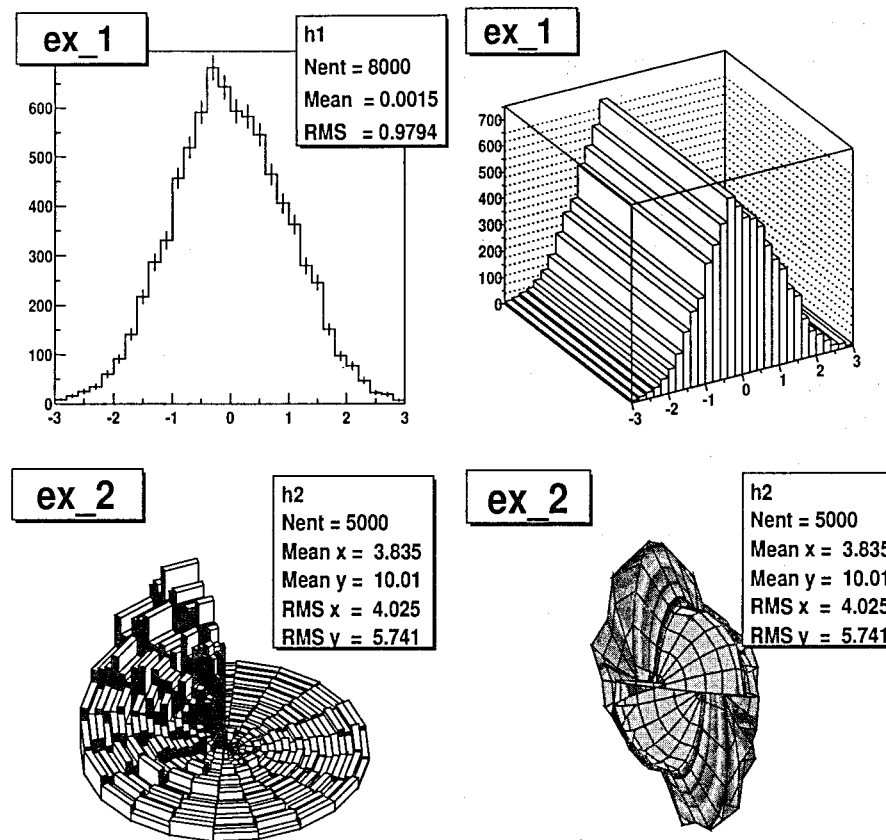 ex_1
h1
Nent = 8000
Mean = 0.0015
RMS = 0.9794
600
500
400
300
200
100
0
-3 -2 -1 0 1 2 3
ex_1
700
600
500
400
300
200
100
0
-3 -2 -1 0 1 2 3
ex_2
h2
Nent = 5000
Mean x = 3.835
Mean y = 10.01
RMS x = 4.025
RMS y = 5.741
ex_2
h2
Nent = 5000
Mean x = 3.835
Mean y = 10.01
RMS x = 4.025
RMS y = 5.741